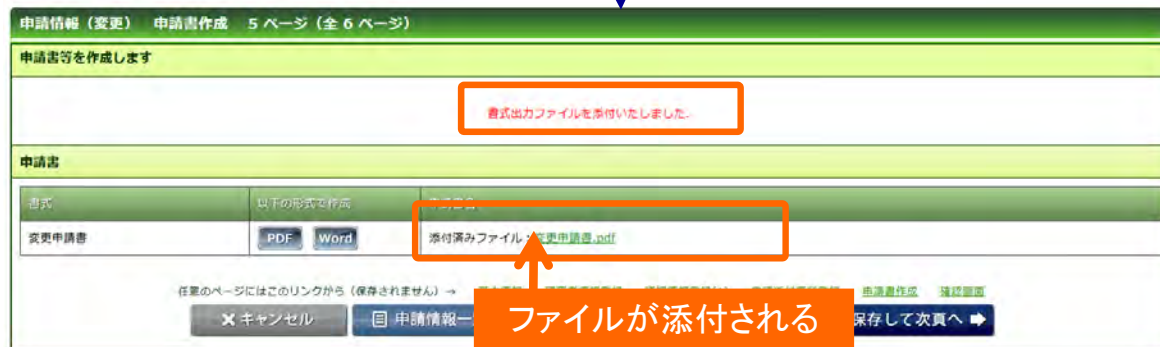 申請情報（変更） 申請書作成 5 ページ（全 6 ページ）
申請書等を作成します
書式出力ファイルを添付いたしました。
申請書
書式 以下の形式で作成
変更申請書 PDF Word 添付済みファイル：変更申請書.pdf
任意のページにはこのリンクから（保存されません）→ 申請書作成 確認画面
✕キャンセル 申請情報一 保存して次頁へ ➡
ファイルが添付される